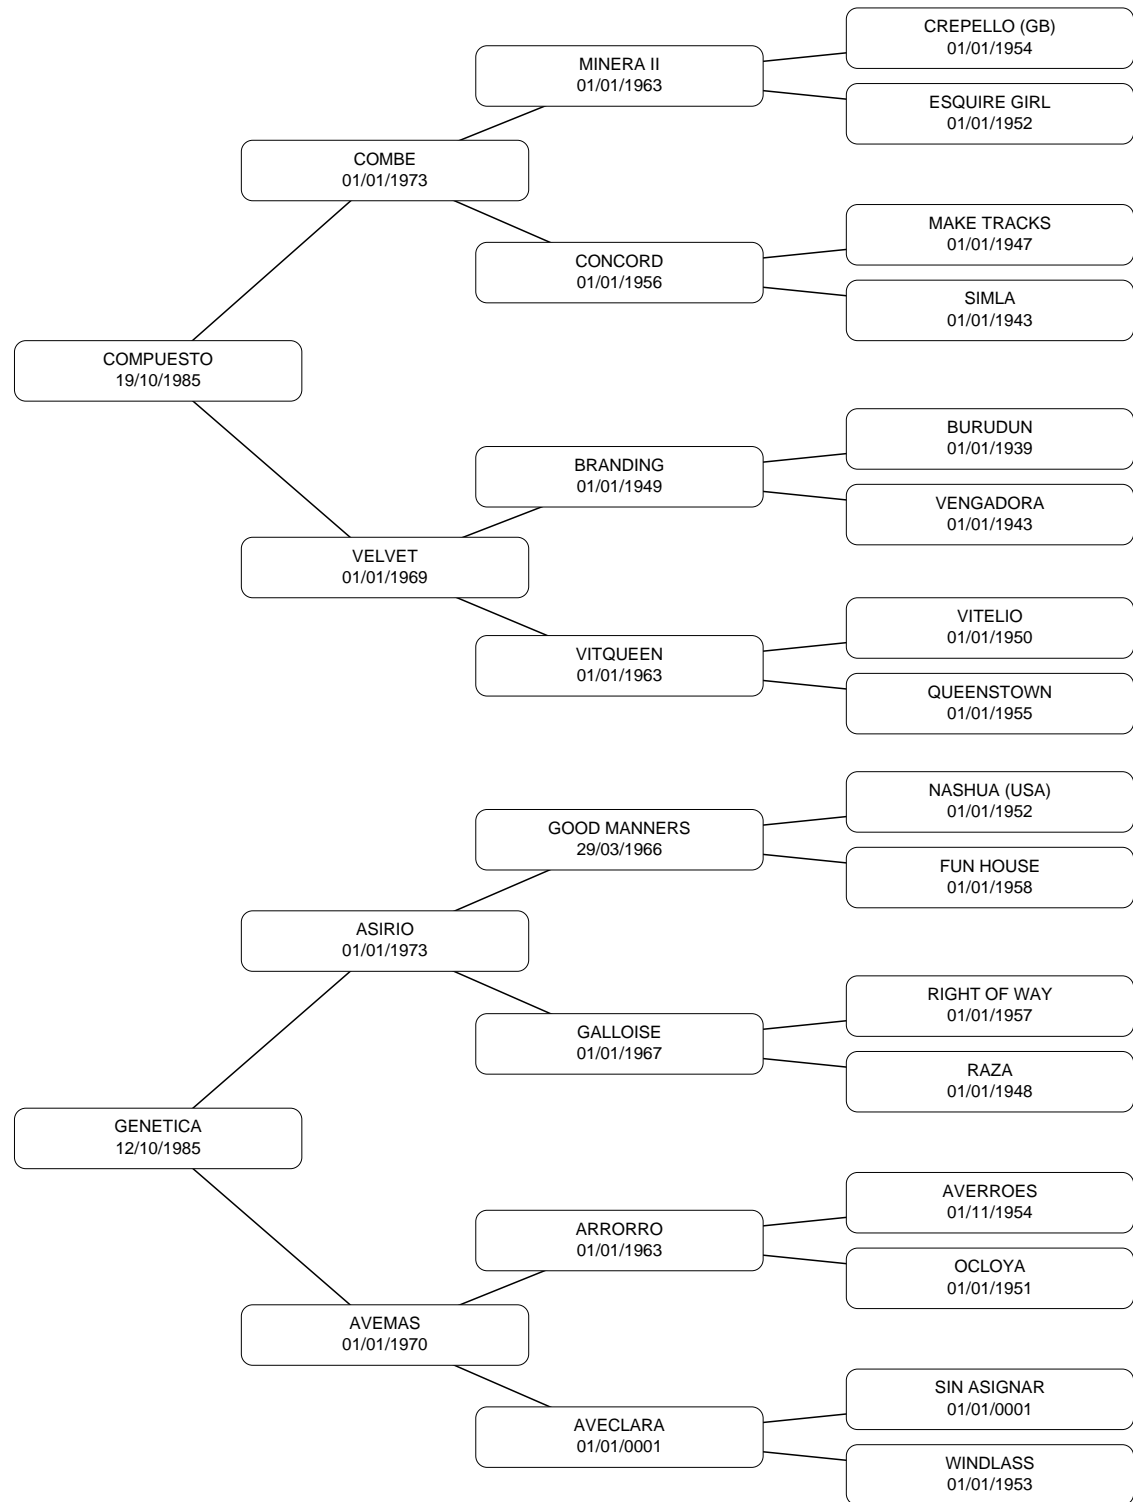 CREPELLO (GB)
01/01/1954
MINERA II
01/01/1963
ESQUIRE GIRL
01/01/1952
COMBE
01/01/1973
MAKE TRACKS
01/01/1947
CONCORD
01/01/1956
SIMLA
01/01/1943
COMPUESTO
19/10/1985
BURUDUN
01/01/1939
BRANDING
01/01/1949
VENGADORA
01/01/1943
VELVET
01/01/1969
VITELIO
01/01/1950
VITQUEEN
01/01/1963
QUEENSTOWN
01/01/1955
NASHUA (USA)
01/01/1952
GOOD MANNERS
29/03/1966
FUN HOUSE
01/01/1958
ASIRIO
01/01/1973
RIGHT OF WAY
01/01/1957
GALLOISE
01/01/1967
RAZA
01/01/1948
GENETICA
12/10/1985
AVERROES
01/11/1954
ARRORRO
01/01/1963
OCLOYA
01/01/1951
AVEMAS
01/01/1970
SIN ASIGNAR
01/01/0001
AVECLARA
01/01/0001
WINDLASS
01/01/1953